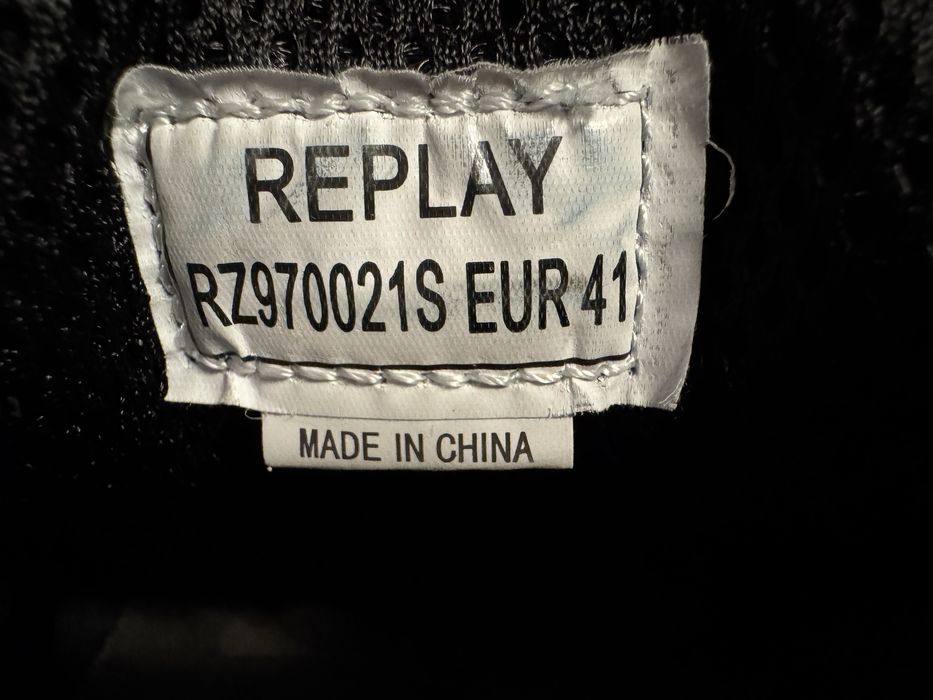 REPLAY
RZ970021S EUR 41
MADE IN CHINA